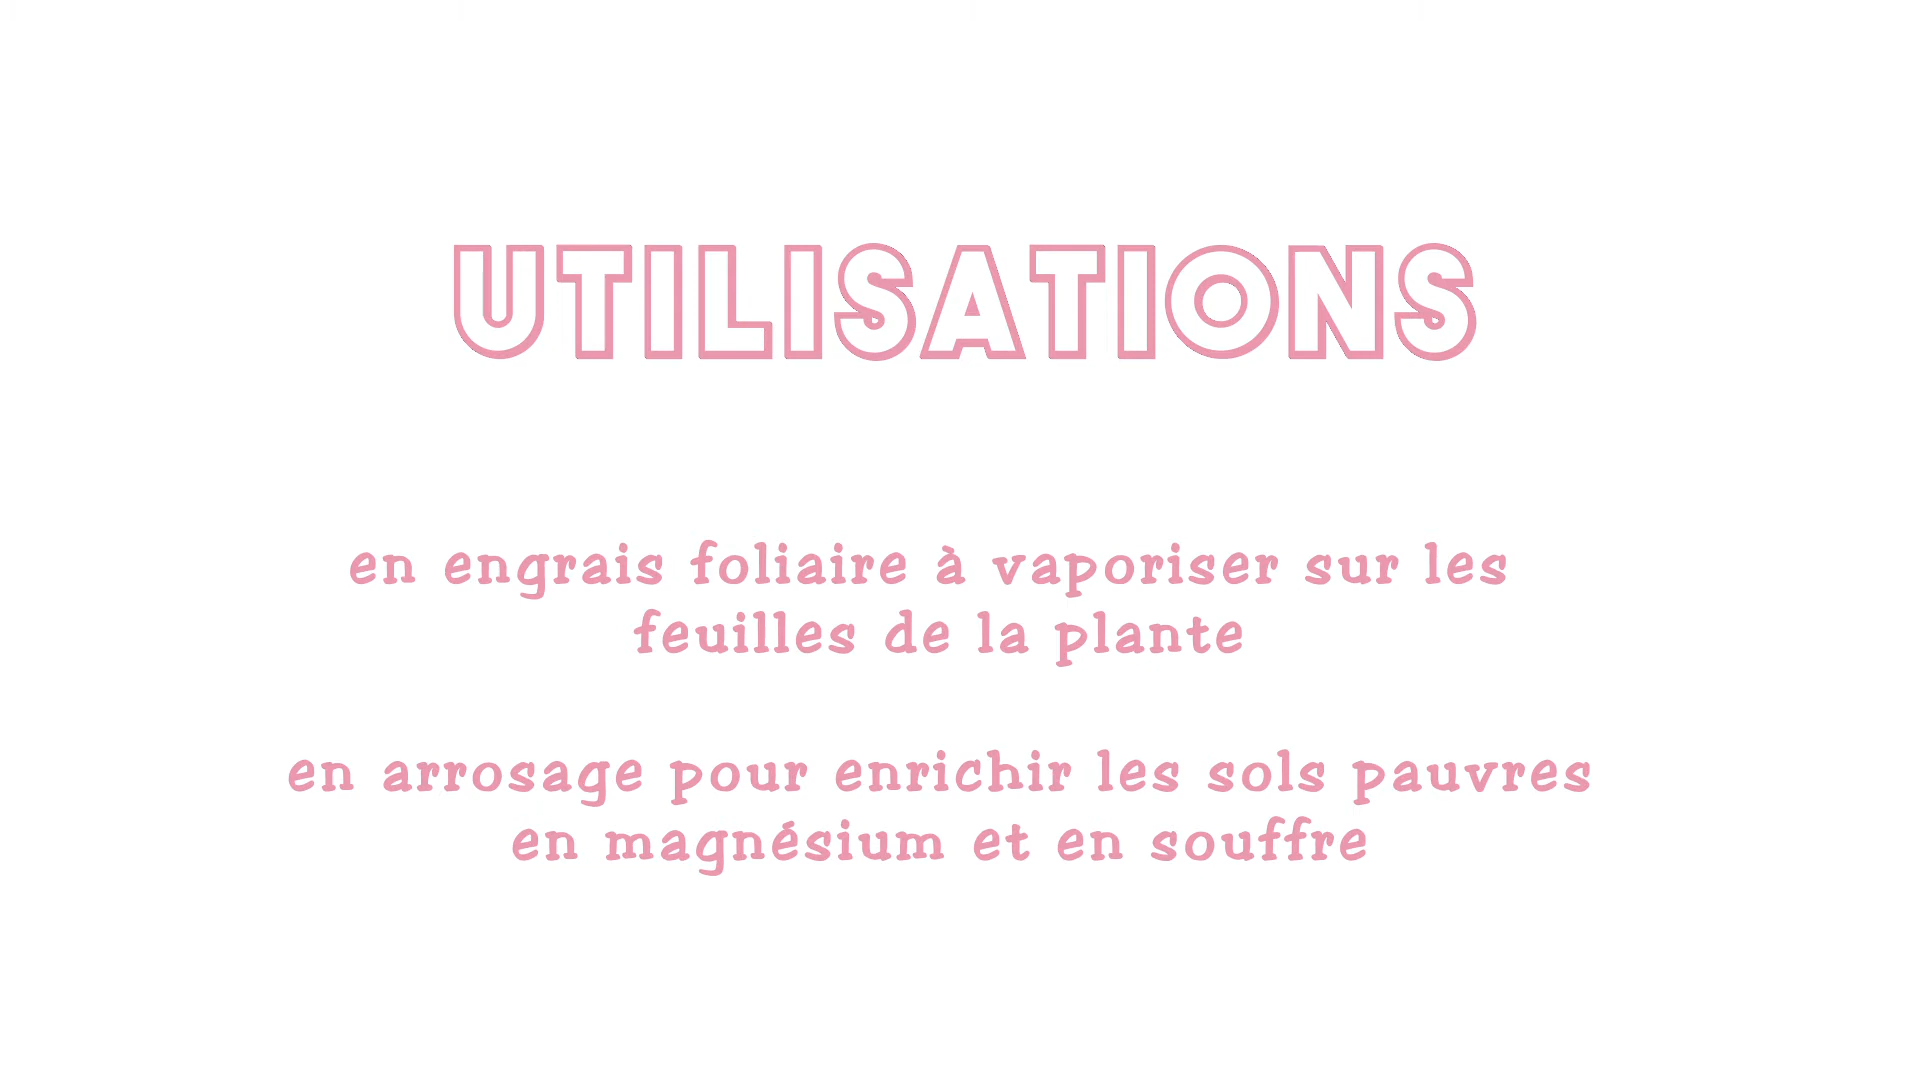 UTILISATIONS
en engrais foliaire à vaporiser sur les
feuilles de la plante
en arrosage pour enrichir les sols pauvres
en magnésium et en souffre